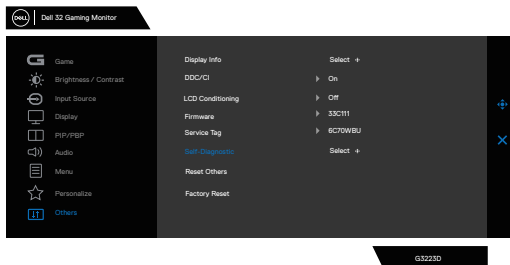 DELL Dell 32 Gaming Monitor
Game
Brightness / Contrast
Input Source
Display
PIP/PBP
Audio
Menu
Personalize
Others
Display Info Select +
DDC/CI On
LCD Conditioning Off
Firmware 33C111
Service Tag 6C70WBU
Self-Diagnostic Select +
Reset Others
Factory Reset
G3223D